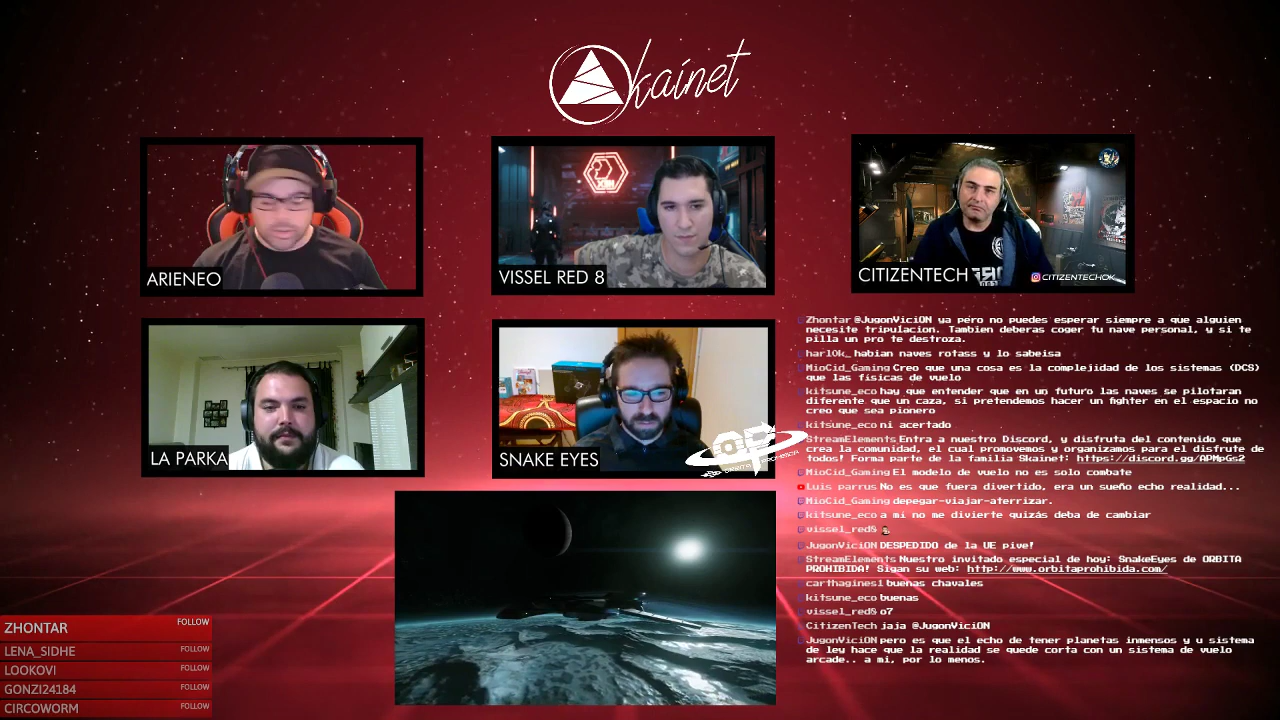 kainet
ARIENEO
VISSEL RED 8
CITIZENTECH
CITIZENTECHOK
LA PARKA
SNAKE EYES
OP
ORBITA PROHIBIDA
Zhontar @JugonViciON ya pero no puedes esperar siempre a que alguien
necesite tripulacion. Tambien deberas coger tu nave personal, y si te
pilla un pro te destroza.
harl0k_ habian naves rotass y lo sabeisa
MioCid_Gaming Creo que una cosa es la complejidad de los sistemas (DCS)
que las físicas de vuelo
kitsune_eco hay que entender que en un futuro las naves se pilotaran
diferente que un caza, si pretendemos hacer un fighter en el espacio no
creo que sea pionero
kitsune_eco ni acertado
StreamElements Entra a nuestro Discord, y disfruta del contenido que
crea la comunidad, el cual promovemos y organizamos para el disfrute de
todos! Forma parte de la familia Skainet: https://discord.gg/APMpGs2
MioCid_Gaming El modelo de vuelo no es solo combate
Luis parrus No es que fuera divertido, era un sueño echo realidad...
MioCid_Gaming depegar-viajar-aterrizar.
kitsune_eco a mi no me divierte quizás deba de cambiar
vissel_red8
JugonViciON DESPEDIDO de la UE pive!
StreamElements Nuestro invitado especial de hoy: SnakeEyes de ORBITA
PROHIBIDA! Sigan su web: http://www.orbitaprohibida.com/
carthagines1 buenas chavales
kitsune_eco buenas
vissel_red8 o7
CitizenTech jaja @JugonViciON
JugonViciON pero es que el echo de tener planetas inmensos y u sistema
de ley hace que la realidad se quede corta con un sistema de vuelo
arcade.. a mi, por lo menos.
ZHONTAR FOLLOW
LENA_SIDHE FOLLOW
LOOKOVI FOLLOW
GONZI24184 FOLLOW
CIRCOWORM FOLLOW